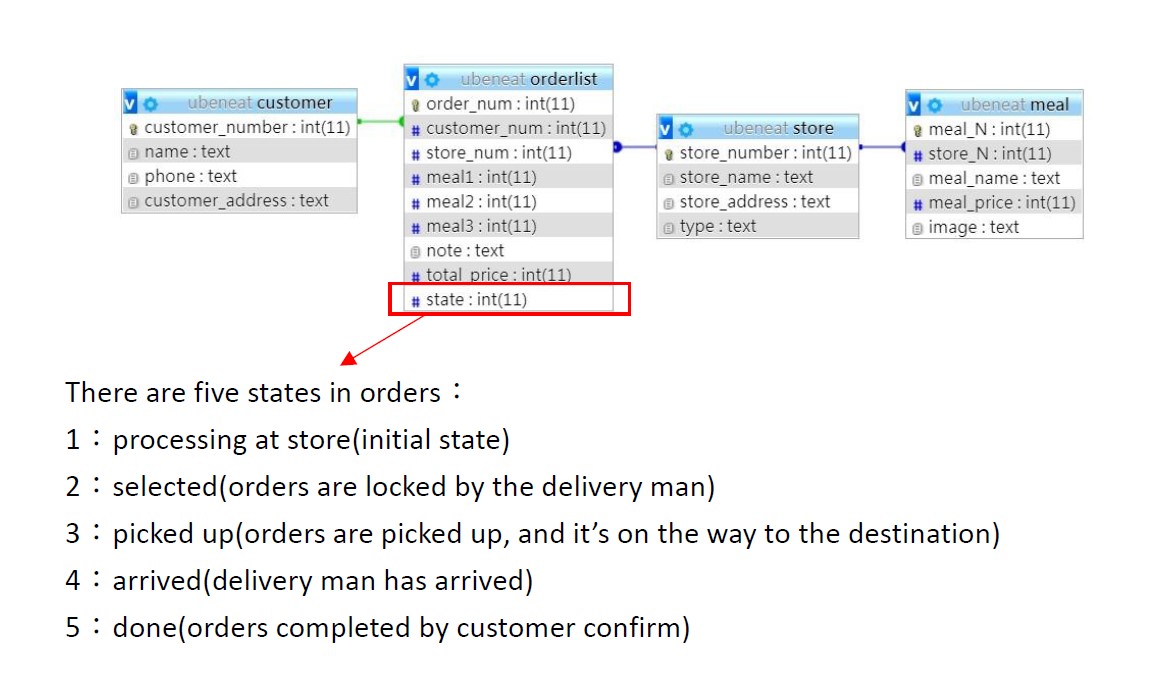 ubeneat customer
customer_number : int(11)
name : text
phone : text
customer_address : text
ubeneat orderlist
order_num : int(11)
customer_num : int(11)
store_num : int(11)
meal1 : int(11)
meal2 : int(11)
meal3 : int(11)
note : text
total_price : int(11)
state : int(11)
ubeneat store
store_number : int(11)
store_name : text
store_address : text
type : text
ubeneat meal
meal_N : int(11)
store_N : int(11)
meal_name : text
meal_price : int(11)
image : text
There are five states in orders：
1：processing at store(initial state)
2：selected(orders are locked by the delivery man)
3：picked up(orders are picked up, and it’s on the way to the destination)
4：arrived(delivery man has arrived)
5：done(orders completed by customer confirm)